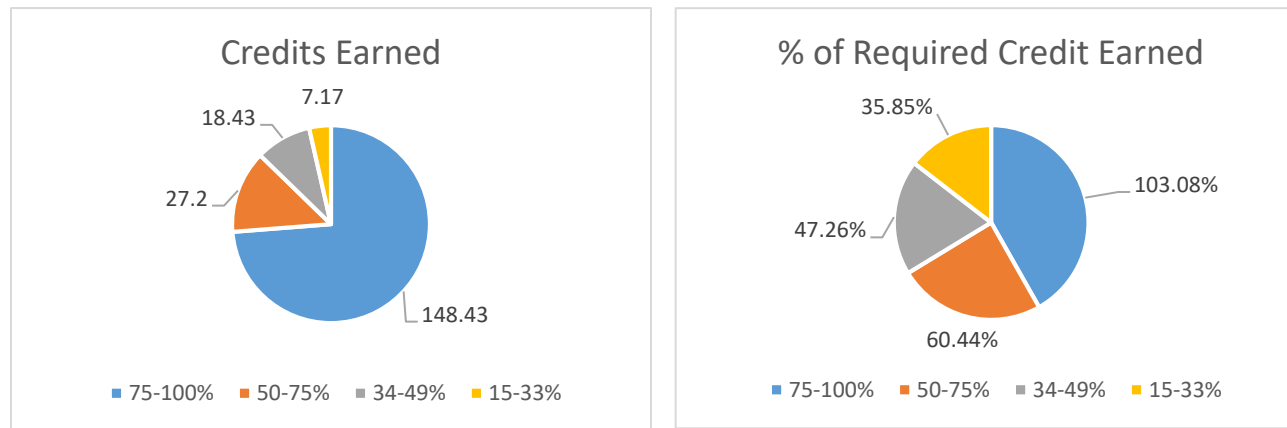 Credits Earned
7.17
18.43
27.2
148.43
75-100% 50-75% 34-49% 15-33%
% of Required Credit Earned
35.85%
103.08%
47.26%
60.44%
75-100% 50-75% 34-49% 15-33%